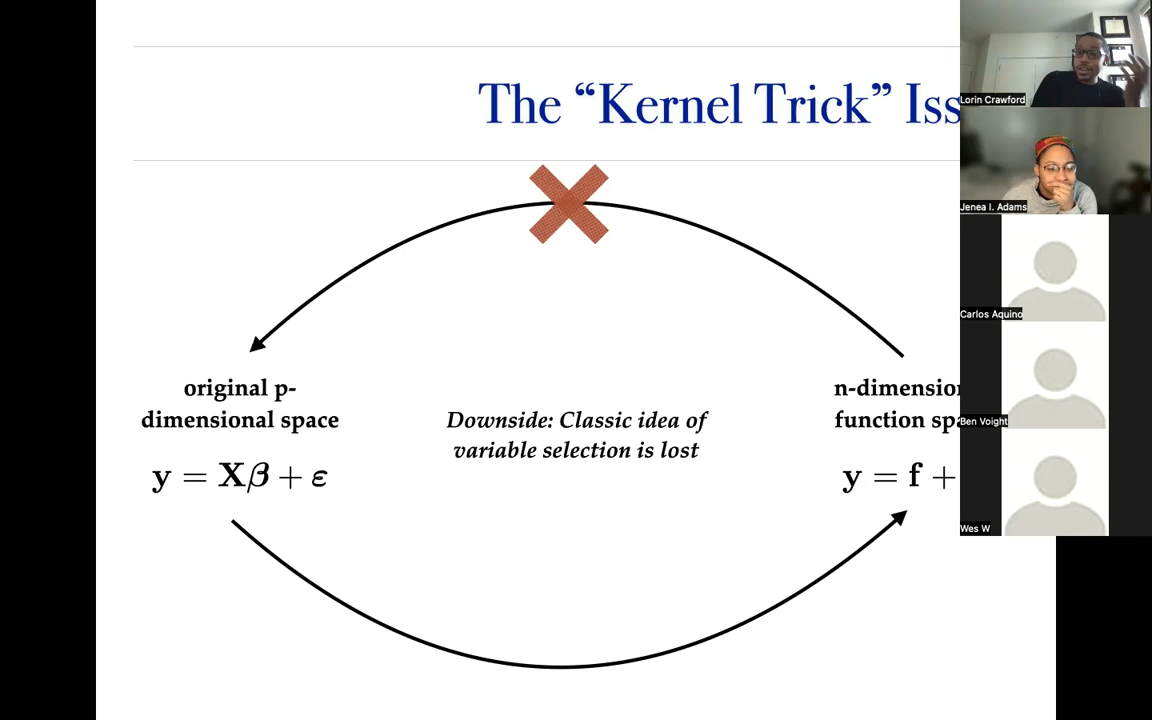 The “Kernel Trick” Iss
original p-
dimensional space
y = Xβ + ε
Downside: Classic idea of
variable selection is lost
n-dimension
function sp
y = f +
Lorin Crawford
Jenea I. Adams
Carlos Aquino
Ben Voight
Wes W